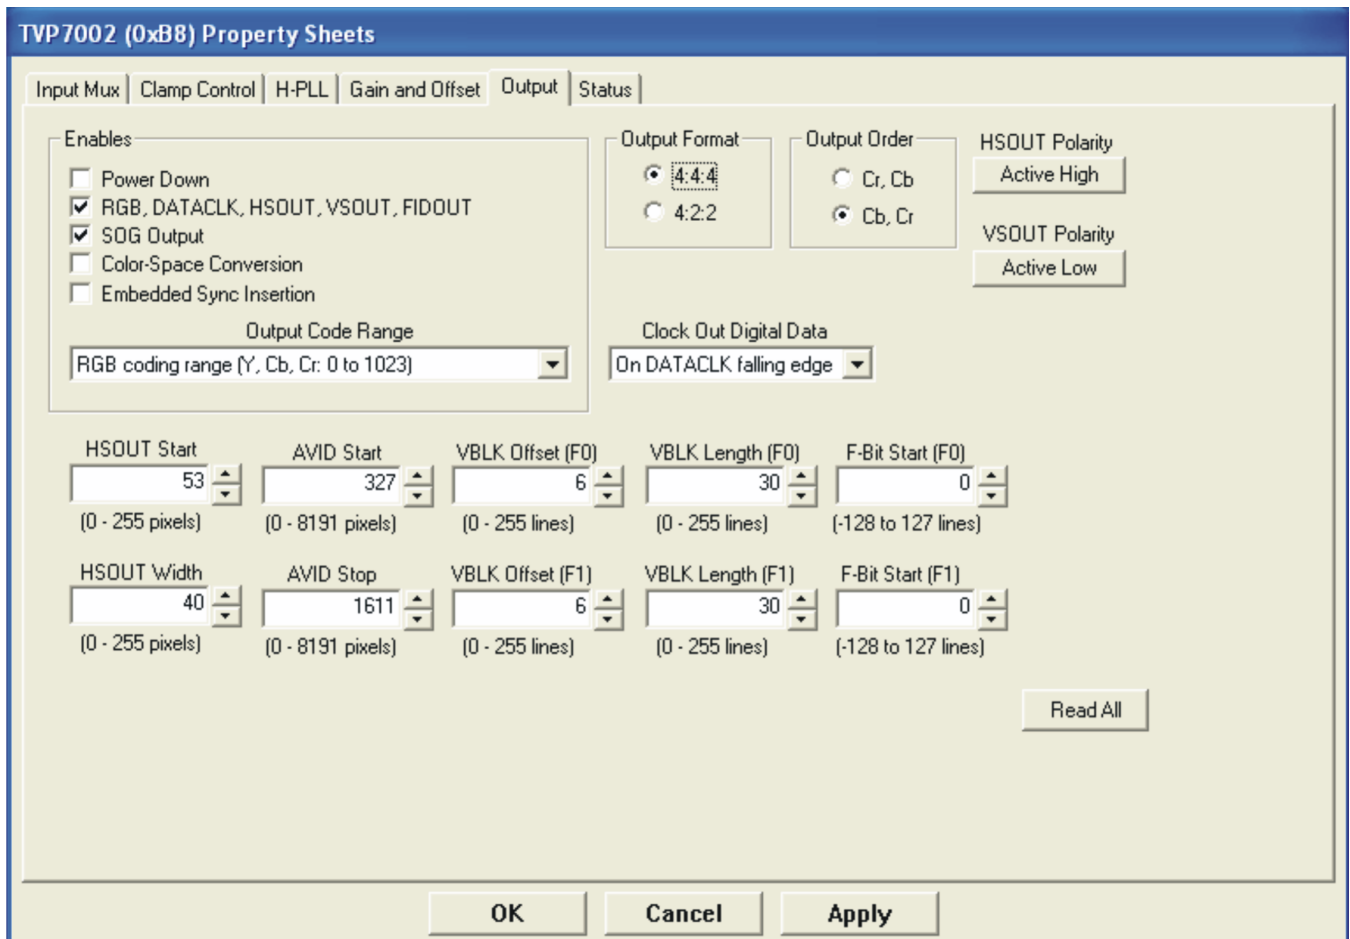 TVP7002 (0xB8) Property Sheets
Input Mux Clamp Control H-PLL Gain and Offset Output Status
Enables
Power Down
RGB, DATACLK, HSOUT, VSOUT, FIDOUT
SOG Output
Color-Space Conversion
Embedded Sync Insertion
Output Code Range
RGB coding range (Y, Cb, Cr: 0 to 1023)
Output Format
4:4:4
4:2:2
Output Order
Cr, Cb
Cb, Cr
HSOUT Polarity
Active High
VSOUT Polarity
Active Low
Clock Out Digital Data
On DATACLK falling edge
HSOUT Start AVID Start VBLK Offset (F0) VBLK Length (F0) F-Bit Start (F0)
53 327 6 30 0
(0 - 255 pixels) (0 - 8191 pixels) (0 - 255 lines) (0 - 255 lines) (-128 to 127 lines)
HSOUT Width AVID Stop VBLK Offset (F1) VBLK Length (F1) F-Bit Start (F1)
40 1611 6 30 0
(0 - 255 pixels) (0 - 8191 pixels) (0 - 255 lines) (0 - 255 lines) (-128 to 127 lines)
Read All
OK Cancel Apply